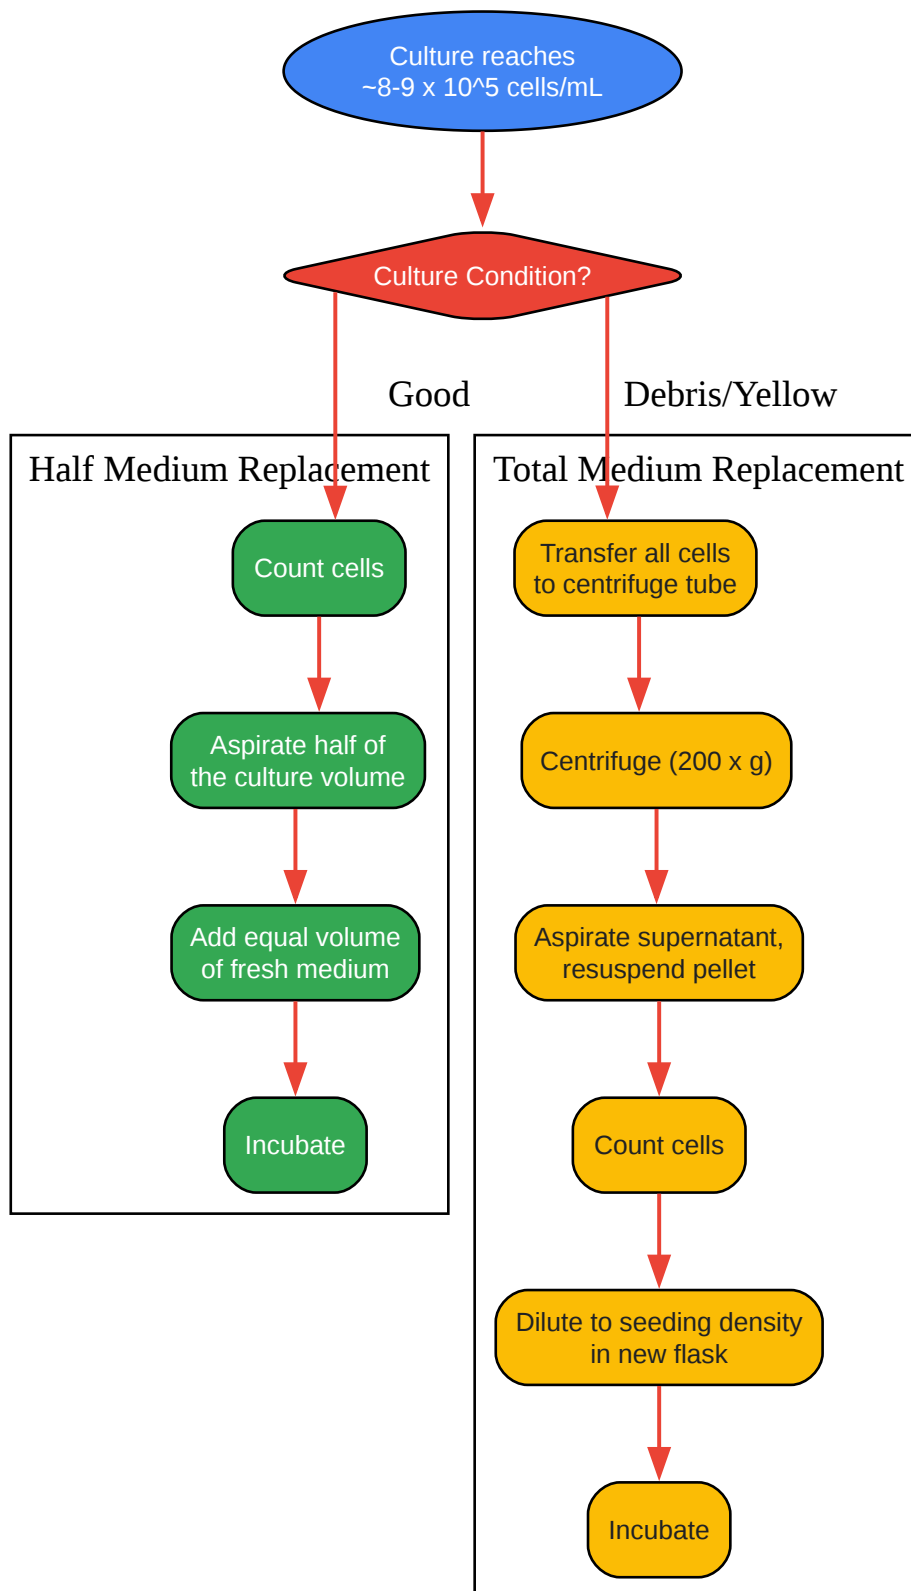 Culture reaches
~8-9 x 10^5 cells/mL
Culture Condition?
Good
Debris/Yellow
Half Medium Replacement
Count cells
Aspirate half of
the culture volume
Add equal volume
of fresh medium
Incubate
Total Medium Replacement
Transfer all cells
to centrifuge tube
Centrifuge (200 x g)
Aspirate supernatant,
resuspend pellet
Count cells
Dilute to seeding density
in new flask
Incubate